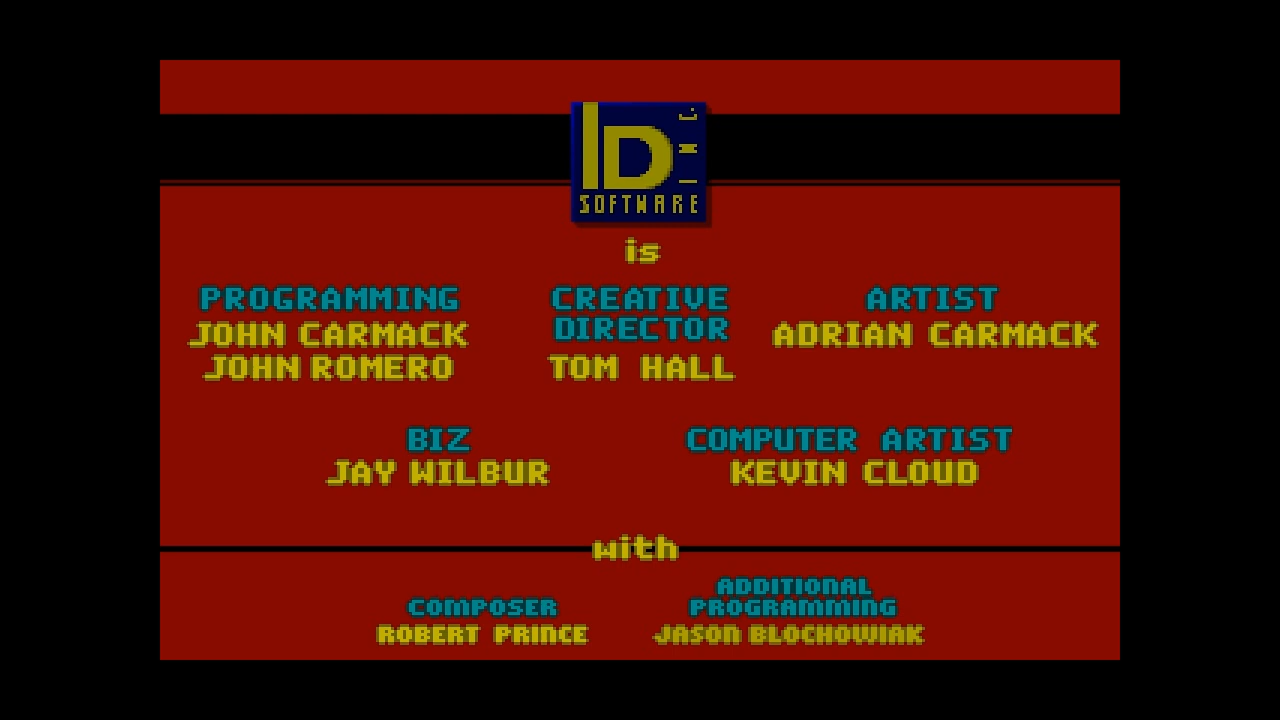 ID
INC.
SOFTWARE
is
PROGRAMMING
JOHN CARMACK
JOHN ROMERO
CREATIVE
DIRECTOR
TOM HALL
ARTIST
ADRIAN CARMACK
BIZ
JAY WILBUR
COMPUTER ARTIST
KEVIN CLOUD
with
COMPOSER
ROBERT PRINCE
ADDITIONAL
PROGRAMMING
JASON BLOCHOWIAK